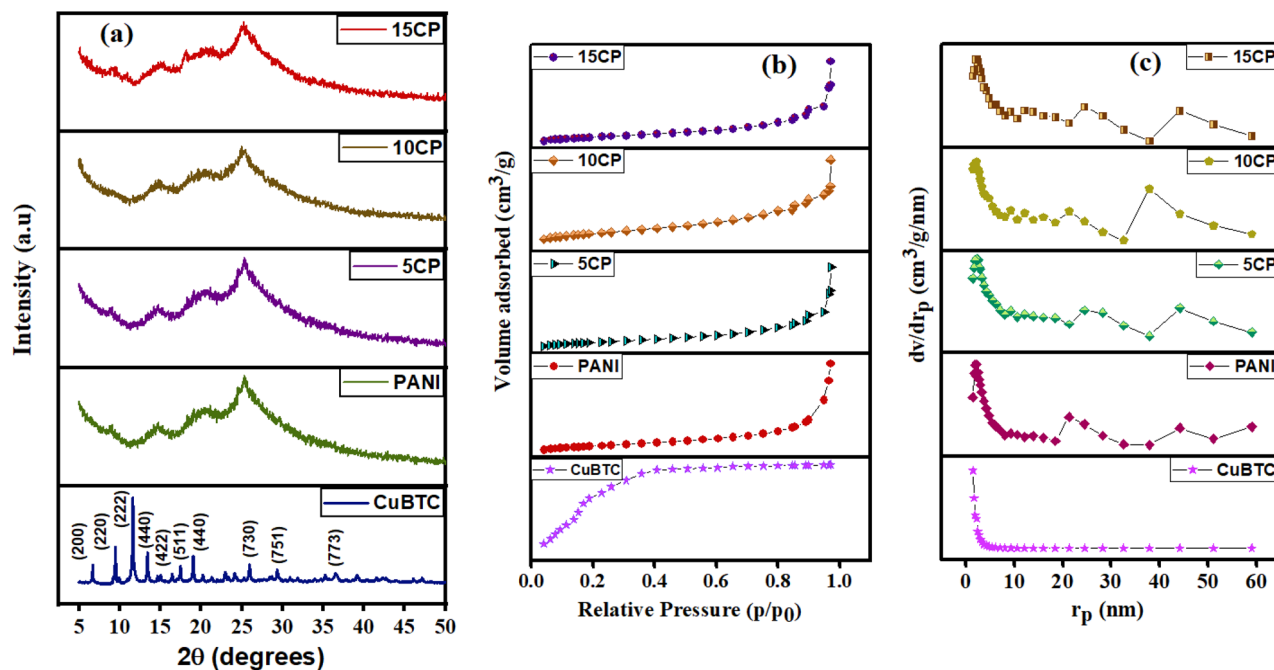 (a)
15CP
10CP
5CP
PANI
CuBTC
(200)
(220)
(222)
(440)
(422)
(511)
(440)
(730)
(751)
(773)
Intensity (a.u)
5 10 15 20 25 30 35 40 45 50
2θ (degrees)
(b)
15CP
10CP
5CP
PANI
CuBTC
Volume adsorbed (cm³/g)
0.0 0.2 0.4 0.6 0.8 1.0
Relative Pressure (p/p₀)
(c)
15CP
10CP
5CP
PANI
CuBTC
dv/drₚ (cm³/g/nm)
0 10 20 30 40 50 60
rₚ (nm)